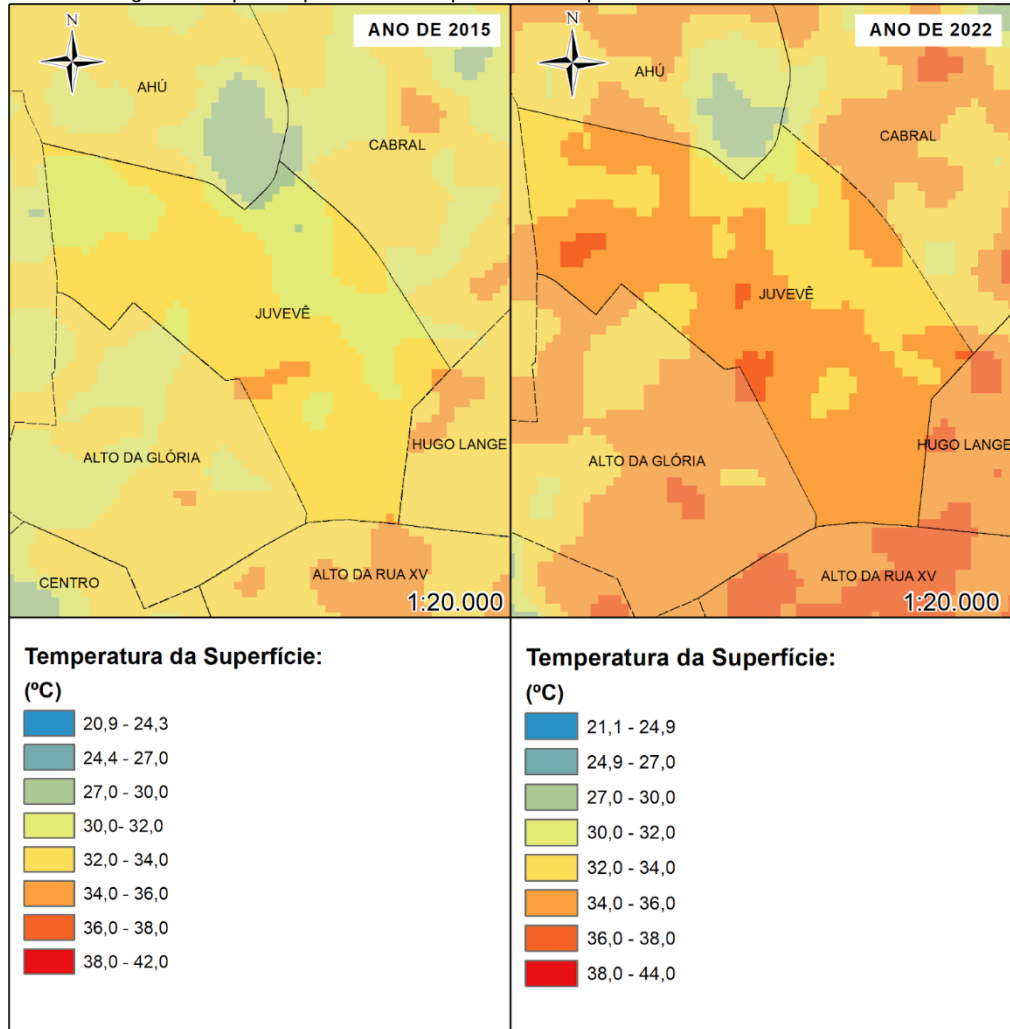 N
ANO DE 2015
AHÚ
CABRAL
JUVEVÊ
HUGO LANGE
ALTO DA GLÓRIA
CENTRO
ALTO DA RUA XV
1:20.000
N
ANO DE 2022
AHÚ
CABRAL
JUVEVÊ
HUGO LANGE
ALTO DA GLÓRIA
ALTO DA RUA XV
1:20.000
Temperatura da Superfície:
(ºC)
20,9 - 24,3
24,4 - 27,0
27,0 - 30,0
30,0- 32,0
32,0 - 34,0
34,0 - 36,0
36,0 - 38,0
38,0 - 42,0
Temperatura da Superfície:
(ºC)
21,1 - 24,9
24,9 - 27,0
27,0 - 30,0
30,0 - 32,0
32,0 - 34,0
34,0 - 36,0
36,0 - 38,0
38,0 - 44,0